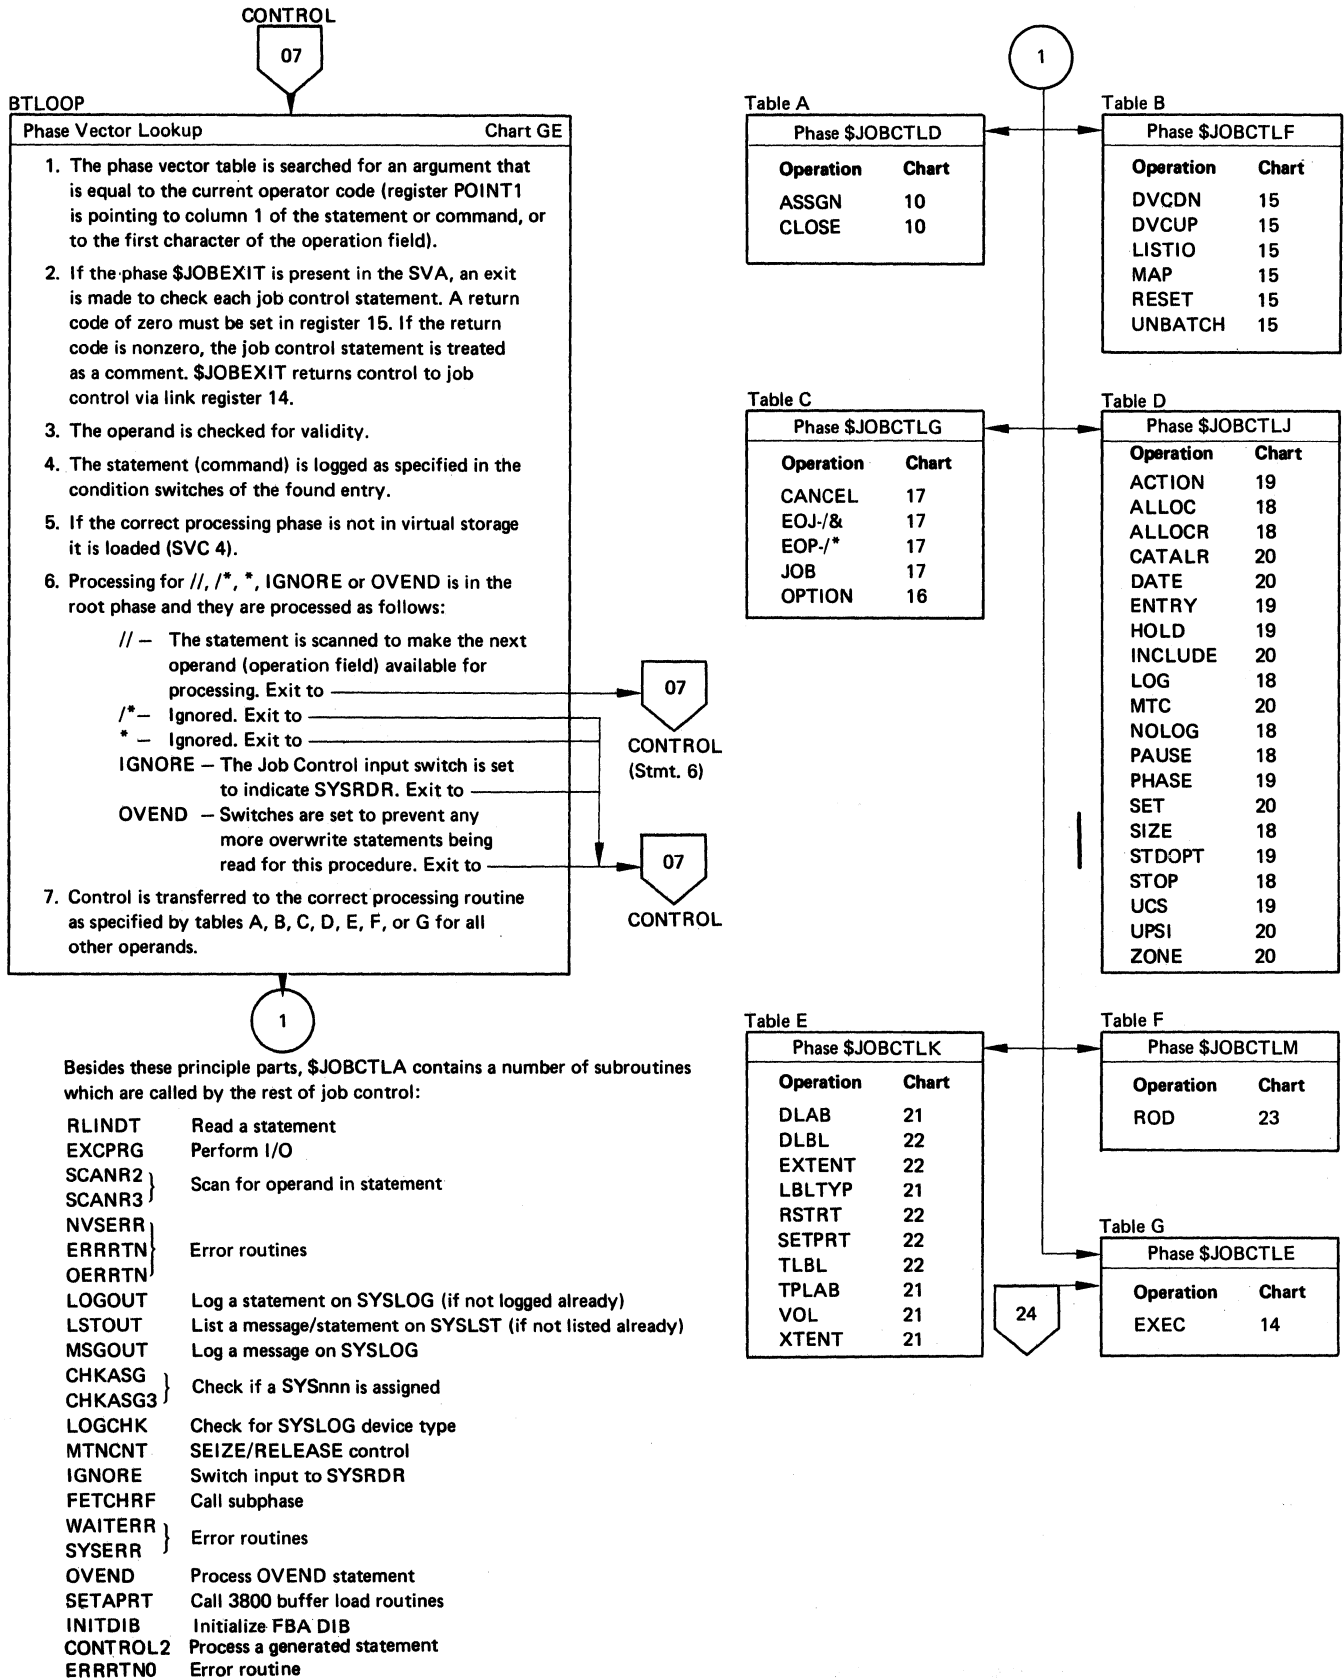 CONTROL
07
BTLOOP
Phase Vector Lookup Chart GE
1. The phase vector table is searched for an argument that
is equal to the current operator code (register POINT1
is pointing to column 1 of the statement or command, or
to the first character of the operation field).
2. If the phase $JOBEXIT is present in the SVA, an exit
is made to check each job control statement. A return
code of zero must be set in register 15. If the return
code is nonzero, the job control statement is treated
as a comment. $JOBEXIT returns control to job
control via link register 14.
3. The operand is checked for validity.
4. The statement (command) is logged as specified in the
condition switches of the found entry.
5. If the correct processing phase is not in virtual storage
it is loaded (SVC 4).
6. Processing for //, /*, *, IGNORE or OVEND is in the
root phase and they are processed as follows:
// — The statement is scanned to make the next
operand (operation field) available for
processing. Exit to
/*— Ignored. Exit to
* — Ignored. Exit to
IGNORE — The Job Control input switch is set
to indicate SYSRDR. Exit to
OVEND — Switches are set to prevent any
more overwrite statements being
read for this procedure. Exit to
7. Control is transferred to the correct processing routine
as specified by tables A, B, C, D, E, F, or G for all
other operands.
07
CONTROL
(Stmt. 6)
07
CONTROL
1
Besides these principle parts, $JOBCTLA contains a number of subroutines
which are called by the rest of job control:
RLINDT Read a statement
EXCPRG Perform I/O
SCANR2
SCANR3 Scan for operand in statement
NVSERR
ERRRTN Error routines
OERRTN
LOGOUT Log a statement on SYSLOG (if not logged already)
LSTOUT List a message/statement on SYSLST (if not listed already)
MSGOUT Log a message on SYSLOG
CHKASG
CHKASG3 Check if a SYSnnn is assigned
LOGCHK Check for SYSLOG device type
MTNCNT SEIZE/RELEASE control
IGNORE Switch input to SYSRDR
FETCHRF Call subphase
WAITERR
SYSERR Error routines
OVEND Process OVEND statement
SETAPRT Call 3800 buffer load routines
INITDIB Initialize FBA DIB
CONTROL2 Process a generated statement
ERRRTN0 Error routine
1
Table A
Phase $JOBCTLD
Operation Chart
ASSGN 10
CLOSE 10
Table B
Phase $JOBCTLF
Operation Chart
DVCDN 15
DVCUP 15
LISTIO 15
MAP 15
RESET 15
UNBATCH 15
Table C
Phase $JOBCTLG
Operation Chart
CANCEL 17
EOJ-/& 17
EOP-/* 17
JOB 17
OPTION 16
Table D
Phase $JOBCTLJ
Operation Chart
ACTION 19
ALLOC 18
ALLOCR 18
CATALR 20
DATE 20
ENTRY 19
HOLD 19
INCLUDE 20
LOG 18
MTC 20
NOLOG 18
PAUSE 18
PHASE 19
SET 20
SIZE 18
STDOPT 19
STOP 18
UCS 19
UPSI 20
ZONE 20
Table E
Phase $JOBCTLK
Operation Chart
DLAB 21
DLBL 22
EXTENT 22
LBLTYP 21
RSTRT 22
SETPRT 22
TLBL 22
TPLAB 21
VOL 21
XTENT 21
Table F
Phase $JOBCTLM
Operation Chart
ROD 23
Table G
Phase $JOBCTLE
Operation Chart
EXEC 14
24